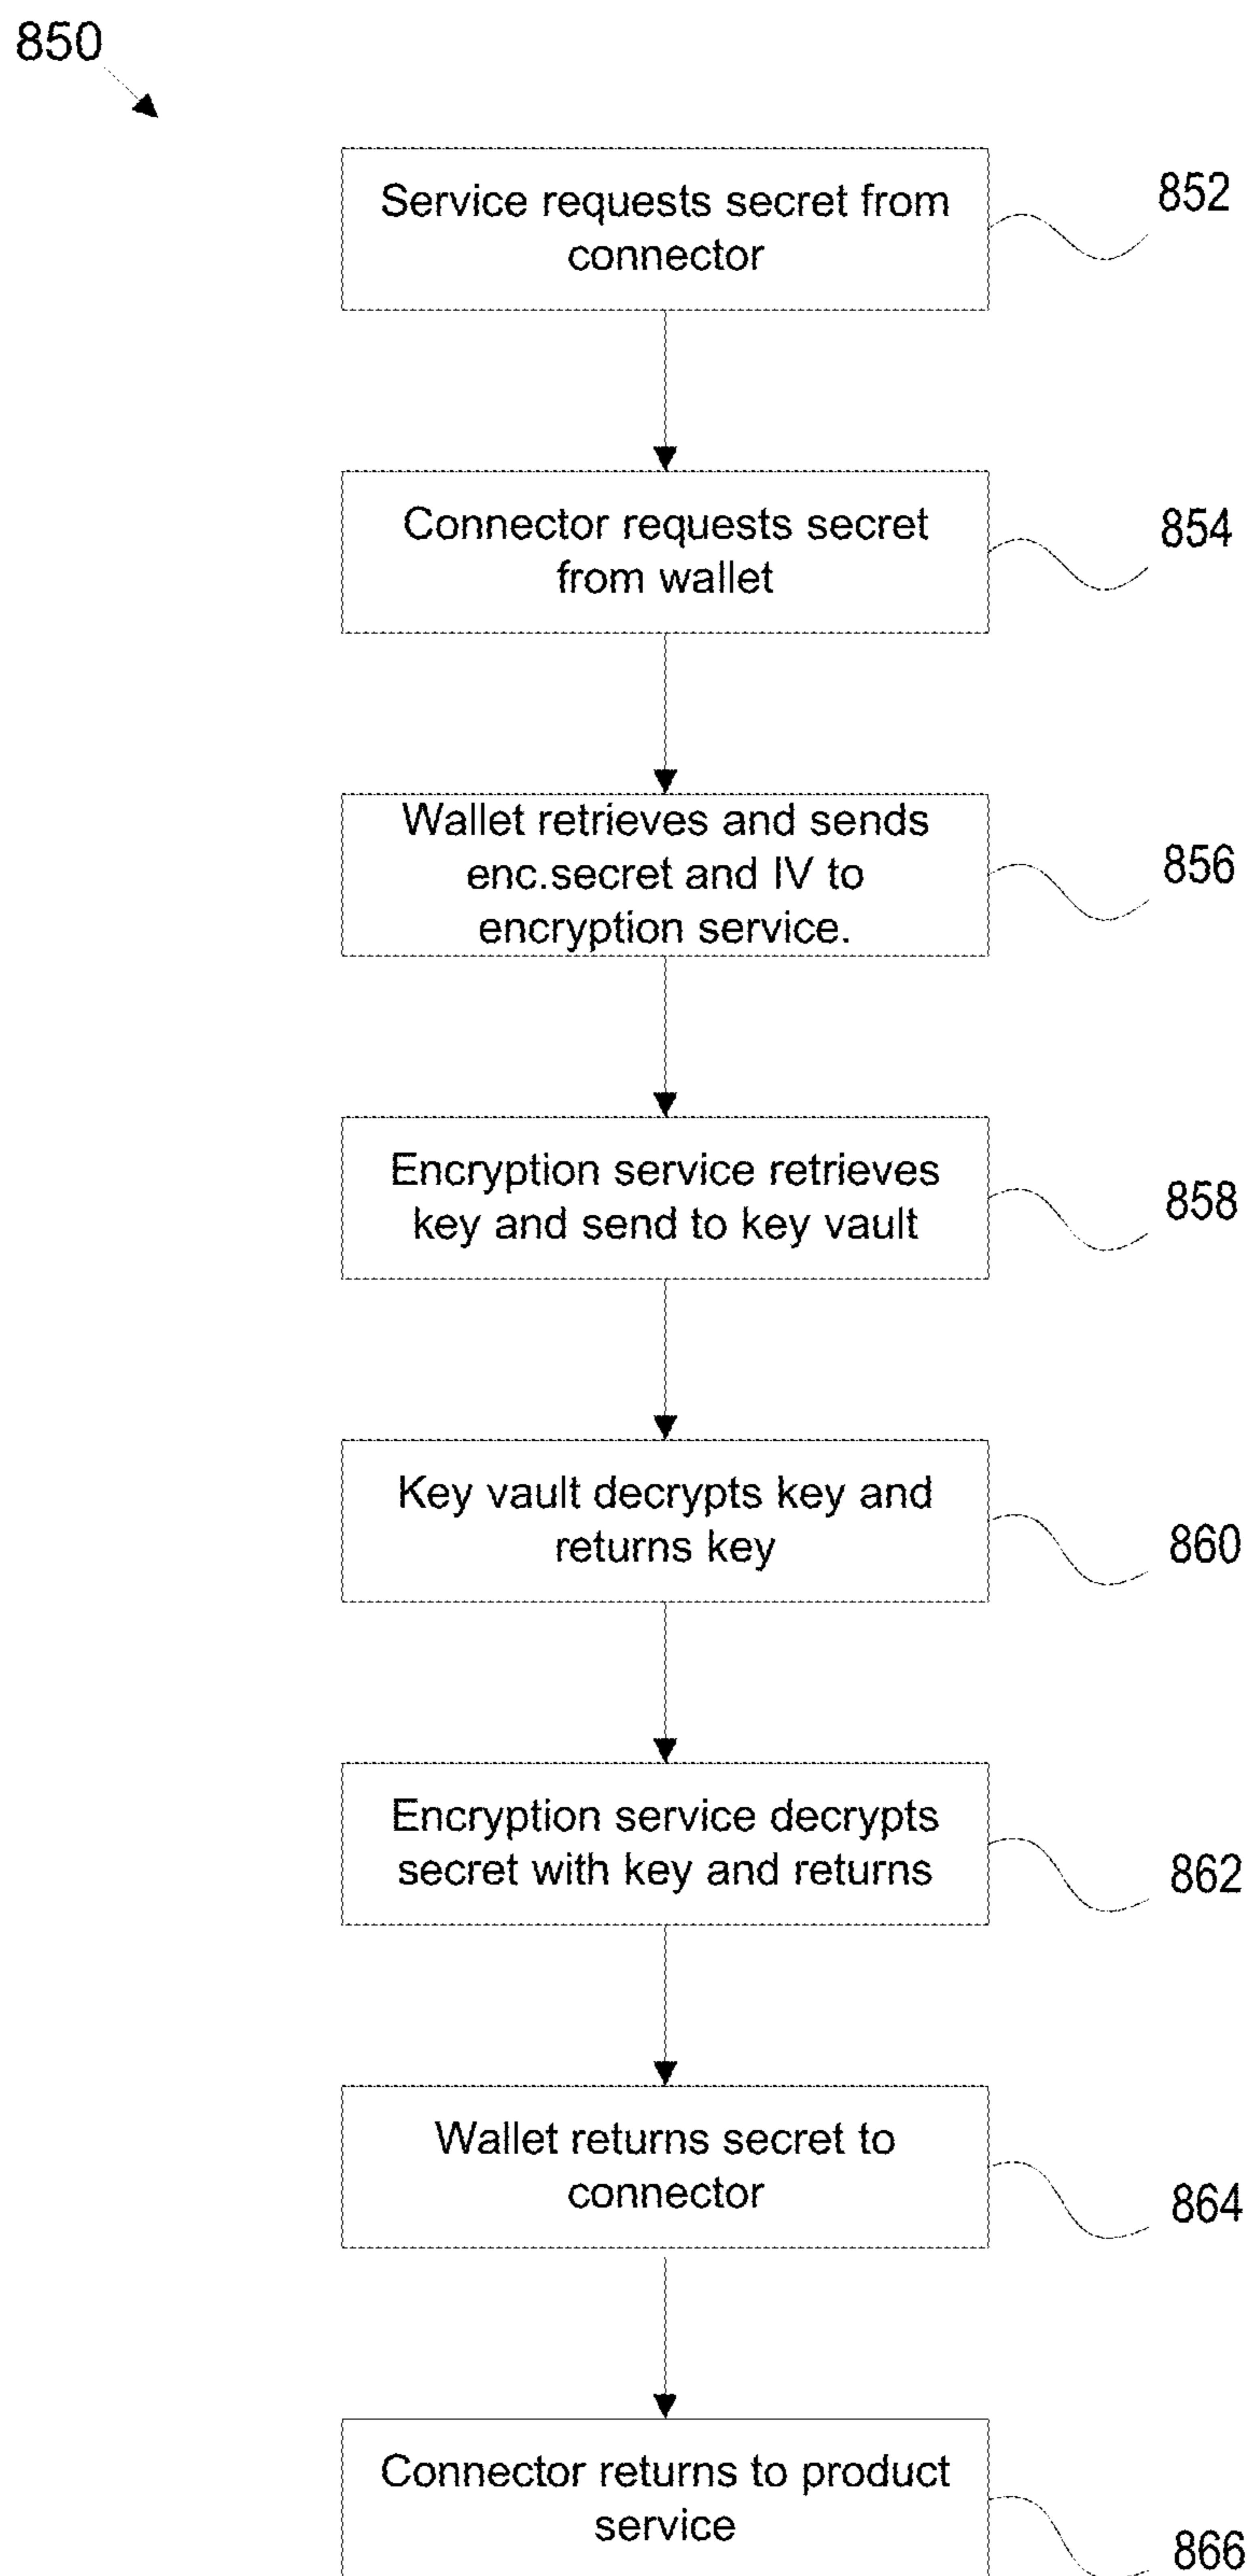 850
Service requests secret from
connector
852
Connector requests secret
from wallet
854
Wallet retrieves and sends
enc.secret and IV to
encryption service.
856
Encryption service retrieves
key and send to key vault
858
Key vault decrypts key and
returns key
860
Encryption service decrypts
secret with key and returns
862
Wallet returns secret to
connector
864
Connector returns to product
service
866